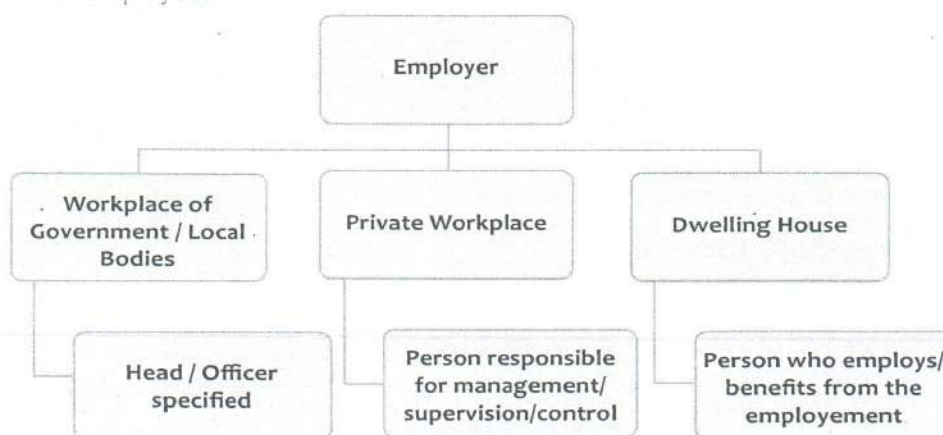 Employer
Workplace of
Government / Local
Bodies
Private Workplace
Dwelling House
Head / Officer
specified
Person responsible
for management/
supervision/control
Person who employs/
benefits from the
employement